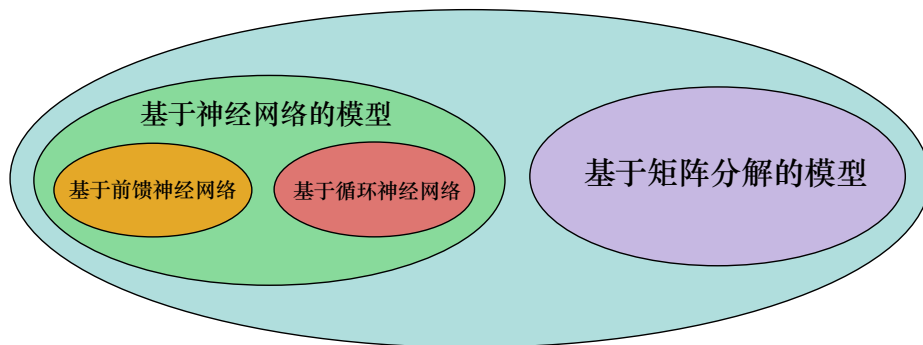 基于神经网络的模型
基于前馈神经网络
基于循环神经网络
基于矩阵分解的模型